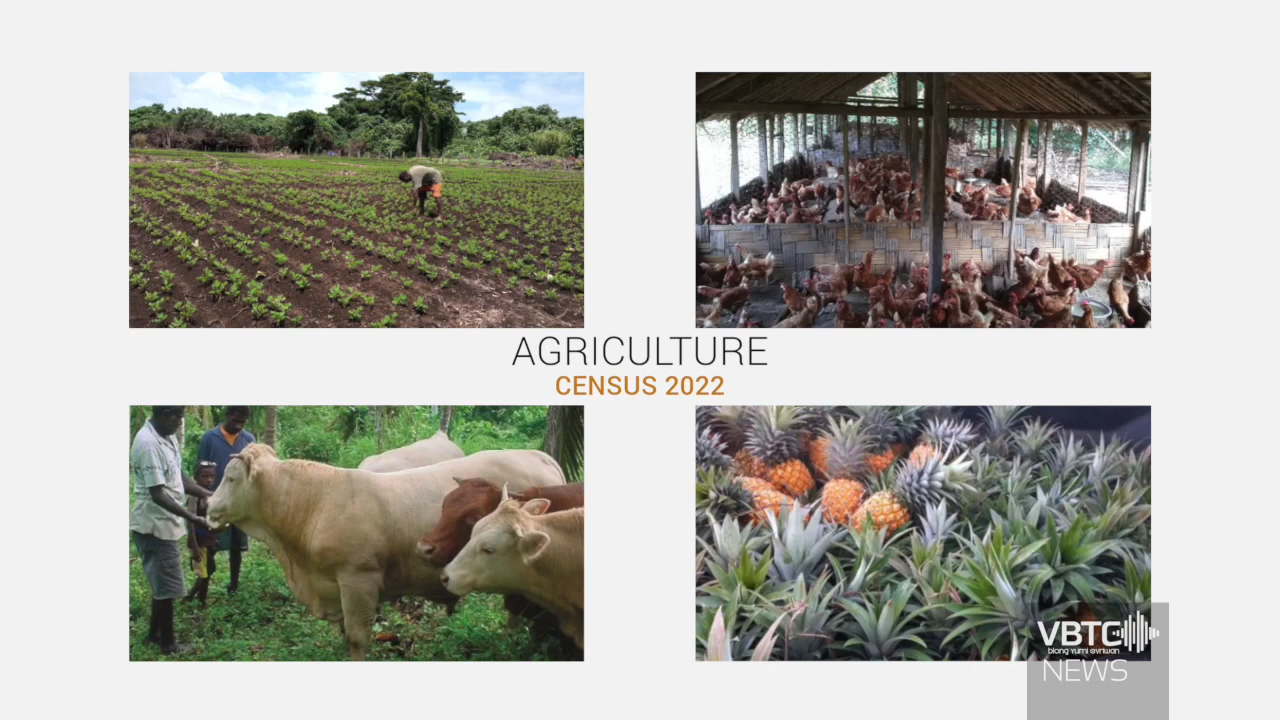 AGRICULTURE
CENSUS 2022
VBTC
blong yumi evriwan
NEWS